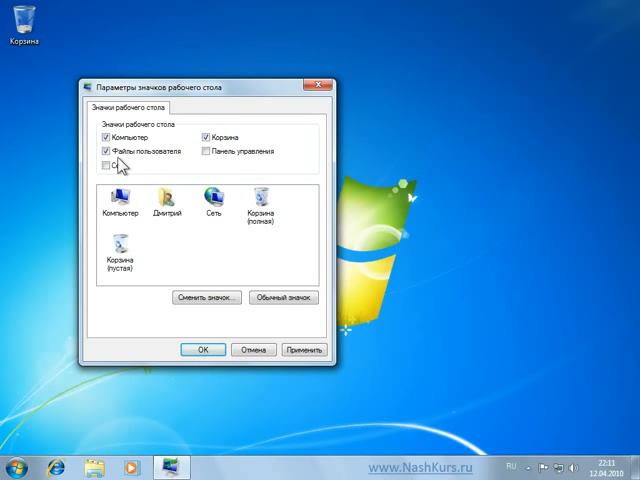 Корзина
Параметры значков рабочего стола
Значки рабочего стола
Значки рабочего стола
Компьютер
Корзина
Файлы пользователя
Панель управления
Компьютер
Дмитрий
Сеть
Корзина
(полная)
Корзина
(пустая)
Сменить значок...
Обычный значок
OK
Отмена
Применить
www.NashKurs.ru
RU
22:11
12.04.2010